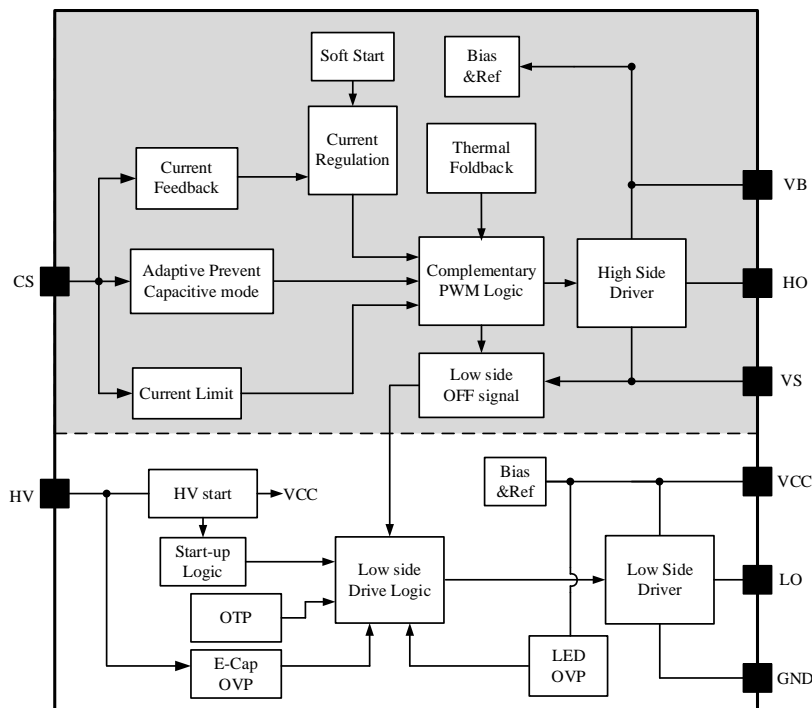 Soft Start
Bias
&Ref
Current
Regulation
Thermal
Foldback
Current
Feedback
VB
CS
Adaptive Prevent
Capacitive mode
Complementary
PWM Logic
High Side
Driver
HO
Current Limit
Low side
OFF signal
VS
HV
HV start
VCC
Bias
&Ref
VCC
Start-up
Logic
Low side
Drive Logic
Low Side
Driver
LO
OTP
E-Cap
OVP
LED
OVP
GND